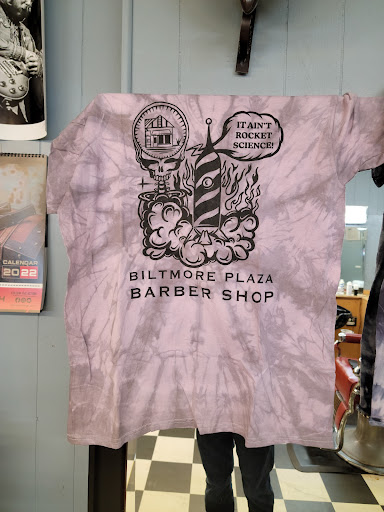 IT AIN'T
ROCKET
SCIENCE!
BILTMORE PLAZA
BARBER SHOP
CALENDAR
2022